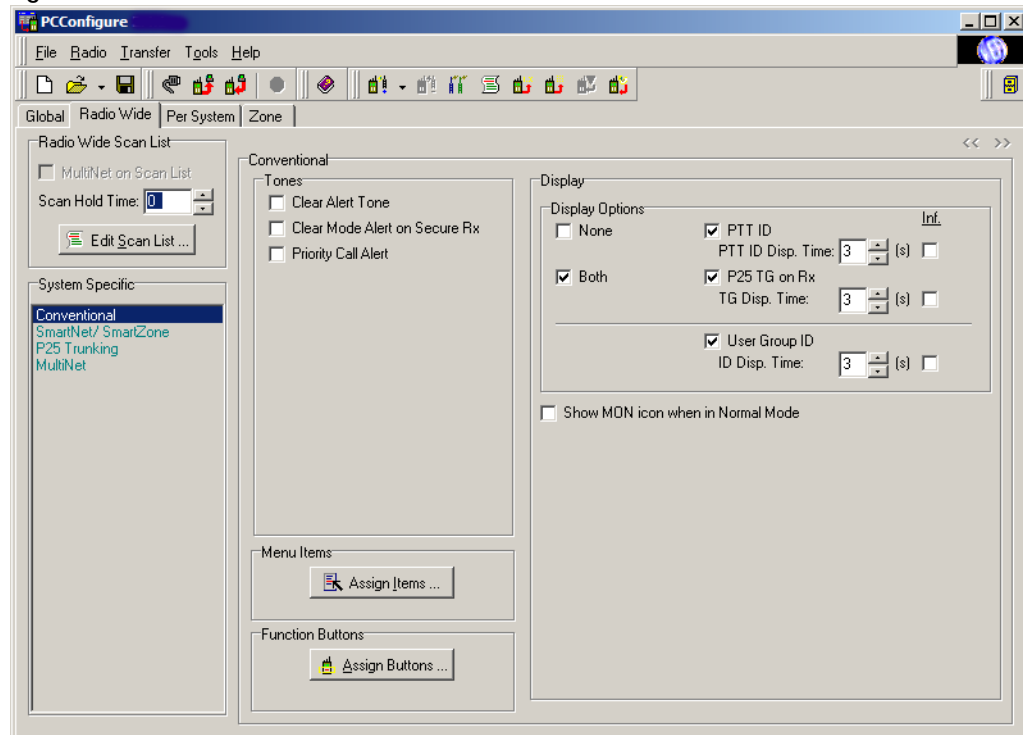 PCConfigure
File Radio Transfer Tools Help
Global Radio Wide Per System Zone
Radio Wide Scan List
MultiNet on Scan List
Scan Hold Time: 0
Edit Scan List ...
System Specific
Conventional
SmartNet/ SmartZone
P25 Trunking
MultiNet
<< >>
Conventional
Tones
Clear Alert Tone
Clear Mode Alert on Secure Rx
Priority Call Alert
Menu Items
Assign Items ...
Function Buttons
Assign Buttons ...
Display
Display Options
Inf.
None PTT ID
PTT ID Disp. Time: 3 (s)
Both P25 TG on Rx
TG Disp. Time: 3 (s)
User Group ID
ID Disp. Time: 3 (s)
Show MON icon when in Normal Mode